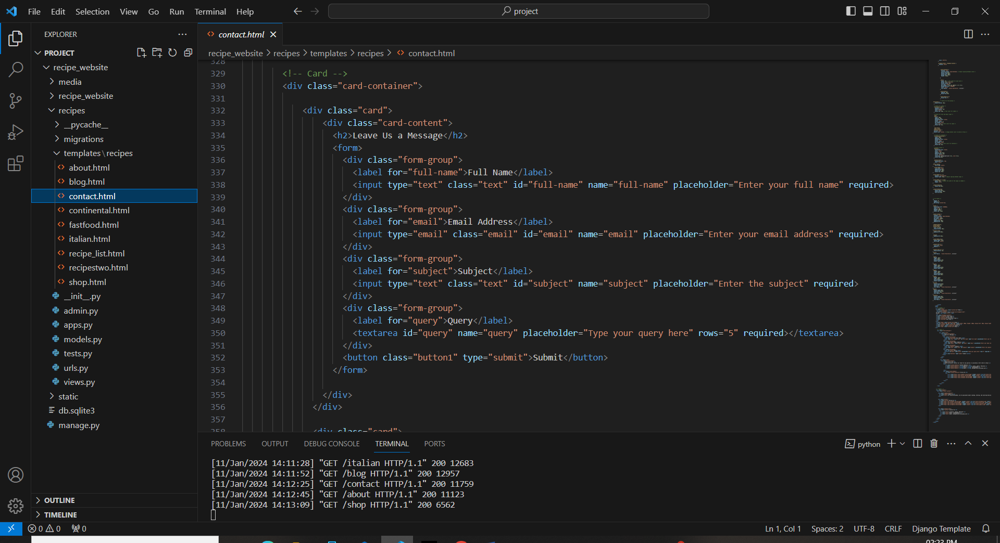 File Edit Selection View Go Run Terminal Help
project
EXPLORER
PROJECT
recipe_website
media
recipe_website
recipes
__pycache__
migrations
templates\recipes
about.html
blog.html
contact.html
continental.html
fastfood.html
italian.html
recipe_list.html
recipestwo.html
shop.html
__init__.py
admin.py
apps.py
models.py
tests.py
urls.py
views.py
static
db.sqlite3
manage.py
OUTLINE
TIMELINE
contact.html
recipe_website > recipes > templates > recipes > contact.html
328
329 <!-- Card -->
330 <div class="card-container">
331
332 <div class="card">
333 <div class="card-content">
334 <h2>Leave Us a Message</h2>
335 <form>
336 <div class="form-group">
337 <label for="full-name">Full Name</label>
338 <input type="text" class="text" id="full-name" name="full-name" placeholder="Enter your full name" required>
339 </div>
340 <div class="form-group">
341 <label for="email">Email Address</label>
342 <input type="email" class="email" id="email" name="email" placeholder="Enter your email address" required>
343 </div>
344 <div class="form-group">
345 <label for="subject">Subject</label>
346 <input type="text" class="text" id="subject" name="subject" placeholder="Enter the subject" required>
347 </div>
348 <div class="form-group">
349 <label for="query">Query</label>
350 <textarea id="query" name="query" placeholder="Type your query here" rows="5" required></textarea>
351 </div>
352 <button class="button1" type="submit">Submit</button>
353 </form>
354
355 </div>
356 </div>
357
358 <div class="card">
PROBLEMS OUTPUT DEBUG CONSOLE TERMINAL PORTS
python
[11/Jan/2024 14:11:28] "GET /italian HTTP/1.1" 200 12683
[11/Jan/2024 14:11:52] "GET /blog HTTP/1.1" 200 12957
[11/Jan/2024 14:12:25] "GET /contact HTTP/1.1" 200 11759
[11/Jan/2024 14:12:45] "GET /about HTTP/1.1" 200 11123
[11/Jan/2024 14:13:09] "GET /shop HTTP/1.1" 200 6562
0 0 0
Ln 1, Col 1 Spaces: 2 UTF-8 CRLF Django Template
02:23 PM